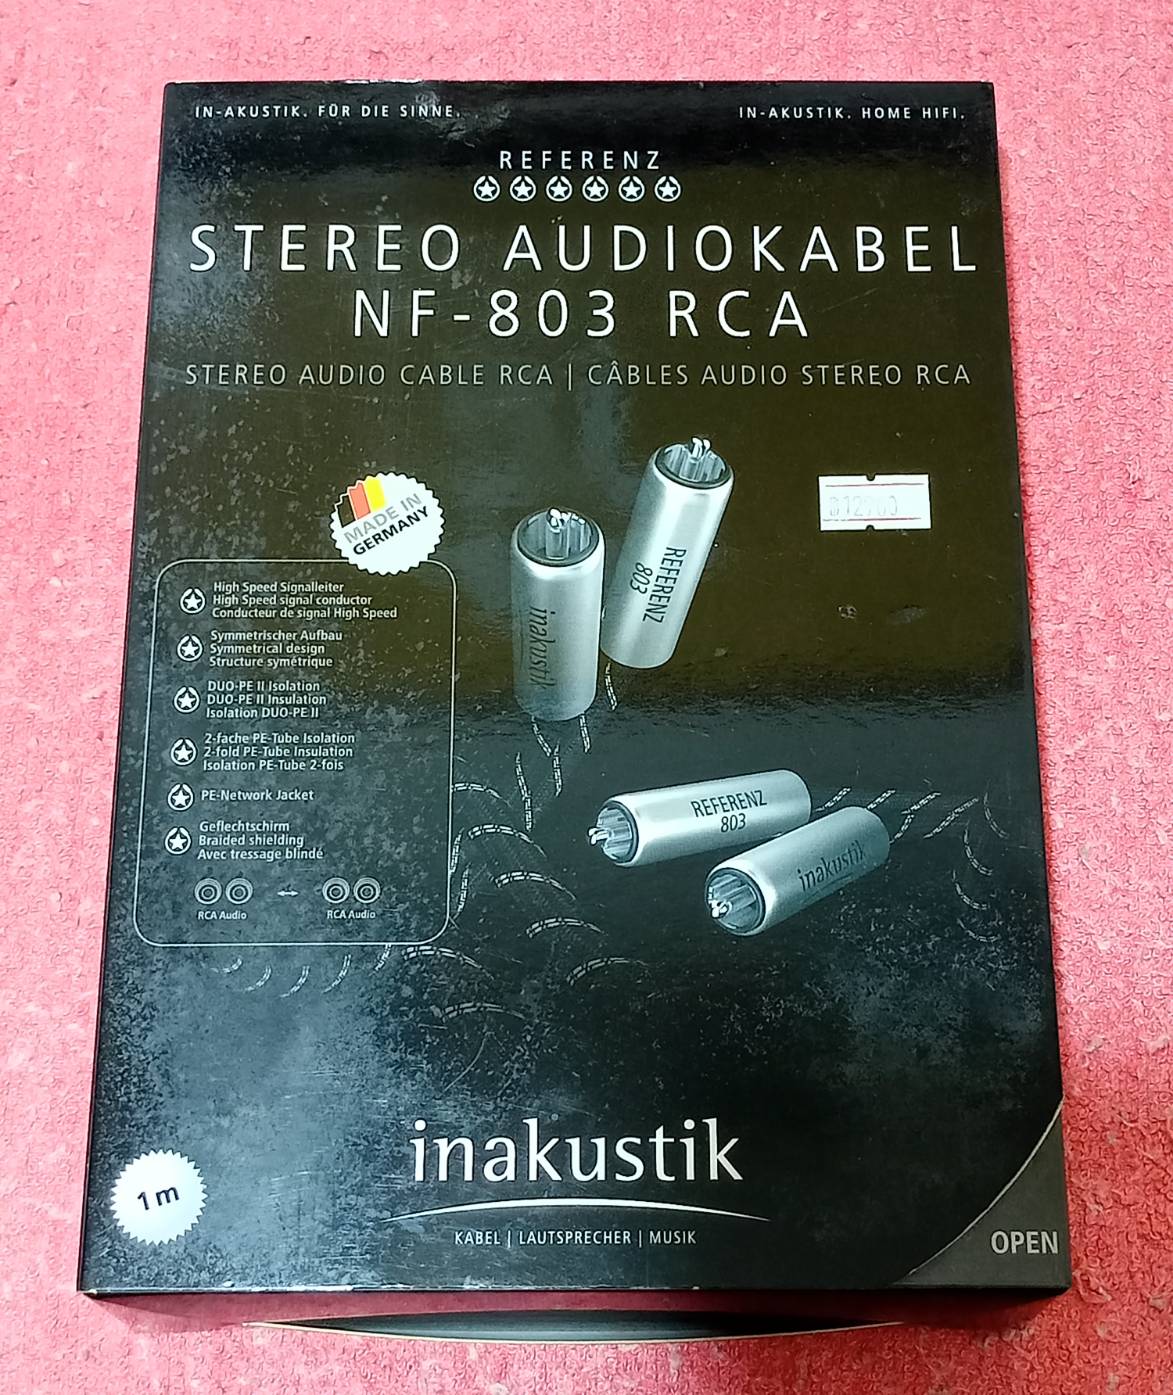 IN-AKUSTIK. FÜR DIE SINNE.
IN-AKUSTIK. HOME HIFI.
REFERENZ
STEREO AUDIOKABEL
NF-803 RCA
STEREO AUDIO CABLE RCA | CÂBLES AUDIO STEREO RCA
MADE IN
GERMANY
High Speed Signalleiter
High Speed signal conductor
Conducteur de signal High Speed
Symmetrischer Aufbau
Symmetrical design
Structure symétrique
DUO-PE II Isolation
DUO-PE II Insulation
Isolation DUO-PE II
2-fache PE-Tube Isolation
2-fold PE-Tube Insulation
Isolation PE-Tube 2-fois
PE-Network Jacket
Geflechtschirm
Braided shielding
Avec tressage blindé
RCA Audio
RCA Audio
inakustik
REFERENZ
803
REFERENZ
803
inakustik
inakustik
KABEL | LAUTSPRECHER | MUSIK
1 m
OPEN